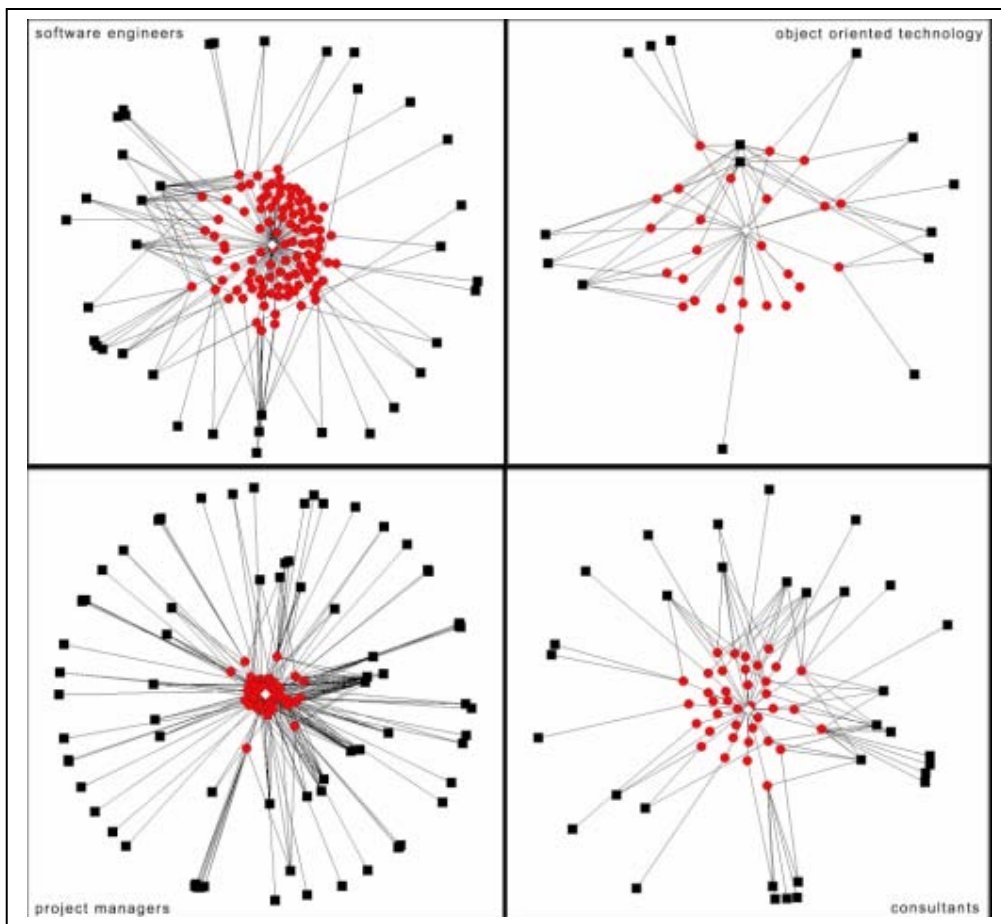 software engineers
object oriented technology
project managers
consultants